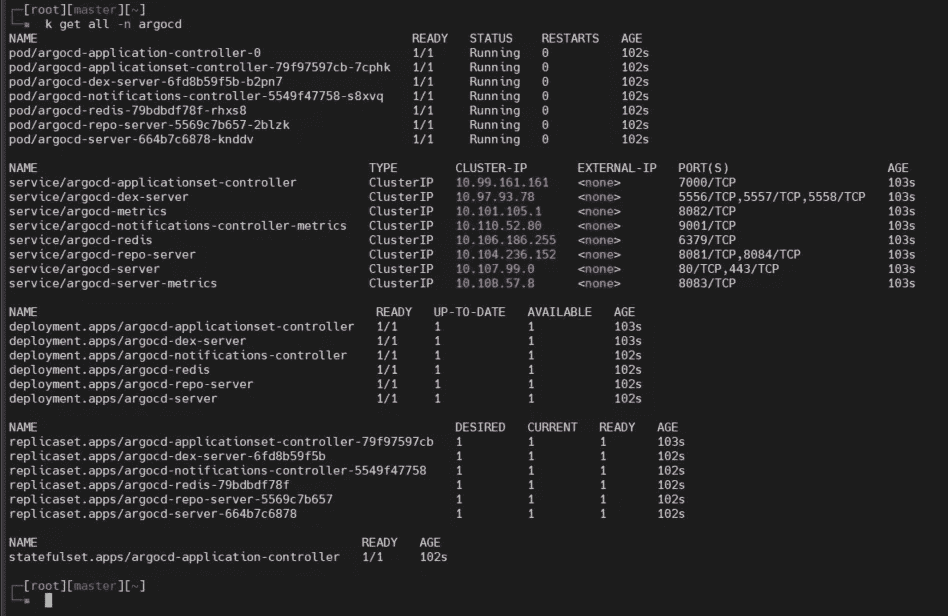 [root][master][~]
k get all -n argocd
NAME READY STATUS RESTARTS AGE
pod/argocd-application-controller-0 1/1 Running 0 102s
pod/argocd-applicationset-controller-79f97597cb-7cphk 1/1 Running 0 102s
pod/argocd-dex-server-6fd8b59f5b-b2pn7 1/1 Running 0 102s
pod/argocd-notifications-controller-5549f47758-s8xvq 1/1 Running 0 102s
pod/argocd-redis-79bdbdf78f-rhxs8 1/1 Running 0 102s
pod/argocd-repo-server-5569c7b657-2blzk 1/1 Running 0 102s
pod/argocd-server-664b7c6878-knddv 1/1 Running 0 102s
NAME TYPE CLUSTER-IP EXTERNAL-IP PORT(S) AGE
service/argocd-applicationset-controller ClusterIP 10.99.161.161 <none> 7000/TCP 103s
service/argocd-dex-server ClusterIP 10.97.93.78 <none> 5556/TCP,5557/TCP,5558/TCP 103s
service/argocd-metrics ClusterIP 10.101.105.1 <none> 8082/TCP 103s
service/argocd-notifications-controller-metrics ClusterIP 10.110.52.80 <none> 9001/TCP 103s
service/argocd-redis ClusterIP 10.106.186.255 <none> 6379/TCP 103s
service/argocd-repo-server ClusterIP 10.104.236.152 <none> 8081/TCP,8084/TCP 103s
service/argocd-server ClusterIP 10.107.99.0 <none> 80/TCP,443/TCP 103s
service/argocd-server-metrics ClusterIP 10.108.57.8 <none> 8083/TCP 103s
NAME READY UP-TO-DATE AVAILABLE AGE
deployment.apps/argocd-applicationset-controller 1/1 1 1 103s
deployment.apps/argocd-dex-server 1/1 1 1 103s
deployment.apps/argocd-notifications-controller 1/1 1 1 102s
deployment.apps/argocd-redis 1/1 1 1 102s
deployment.apps/argocd-repo-server 1/1 1 1 102s
deployment.apps/argocd-server 1/1 1 1 102s
NAME DESIRED CURRENT READY AGE
replicaset.apps/argocd-applicationset-controller-79f97597cb 1 1 1 103s
replicaset.apps/argocd-dex-server-6fd8b59f5b 1 1 1 102s
replicaset.apps/argocd-notifications-controller-5549f47758 1 1 1 102s
replicaset.apps/argocd-redis-79bdbdf78f 1 1 1 102s
replicaset.apps/argocd-repo-server-5569c7b657 1 1 1 102s
replicaset.apps/argocd-server-664b7c6878 1 1 1 102s
NAME READY AGE
statefulset.apps/argocd-application-controller 1/1 102s
[root][master][~]